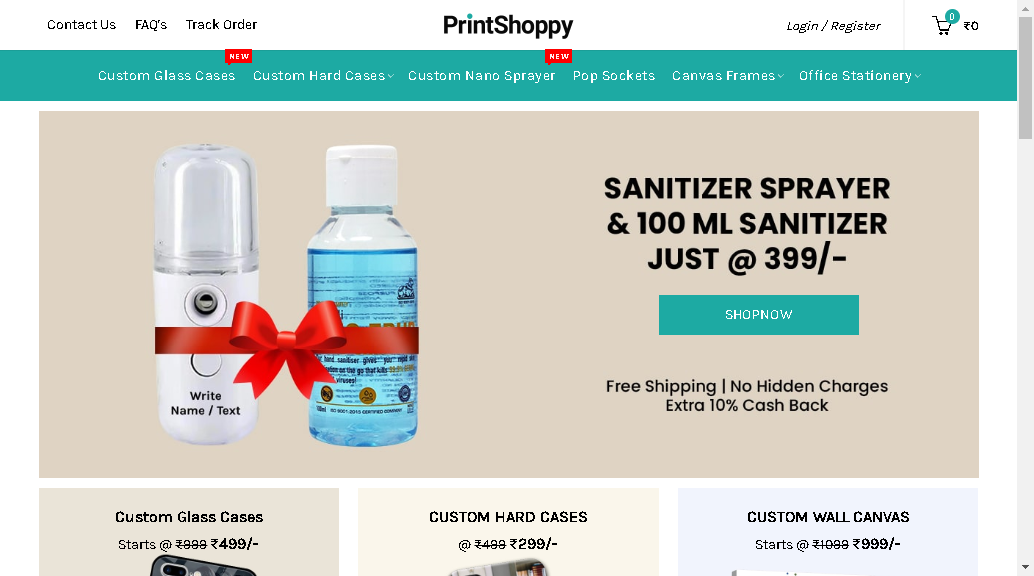 Contact Us FAQ's Track Order PrintShoppy Login / Register 0 ₹0
NEW NEW
Custom Glass Cases Custom Hard Cases Custom Nano Sprayer Pop Sockets Canvas Frames Office Stationery
SANITIZER SPRAYER
& 100 ML SANITIZER
JUST @ 399/-
SHOPNOW
Write
Name / Text
Free Shipping | No Hidden Charges
Extra 10% Cash Back
Custom Glass Cases
Starts @ ₹999 ₹499/-
CUSTOM HARD CASES
@ ₹499 ₹299/-
CUSTOM WALL CANVAS
Starts @ ₹1099 ₹999/-